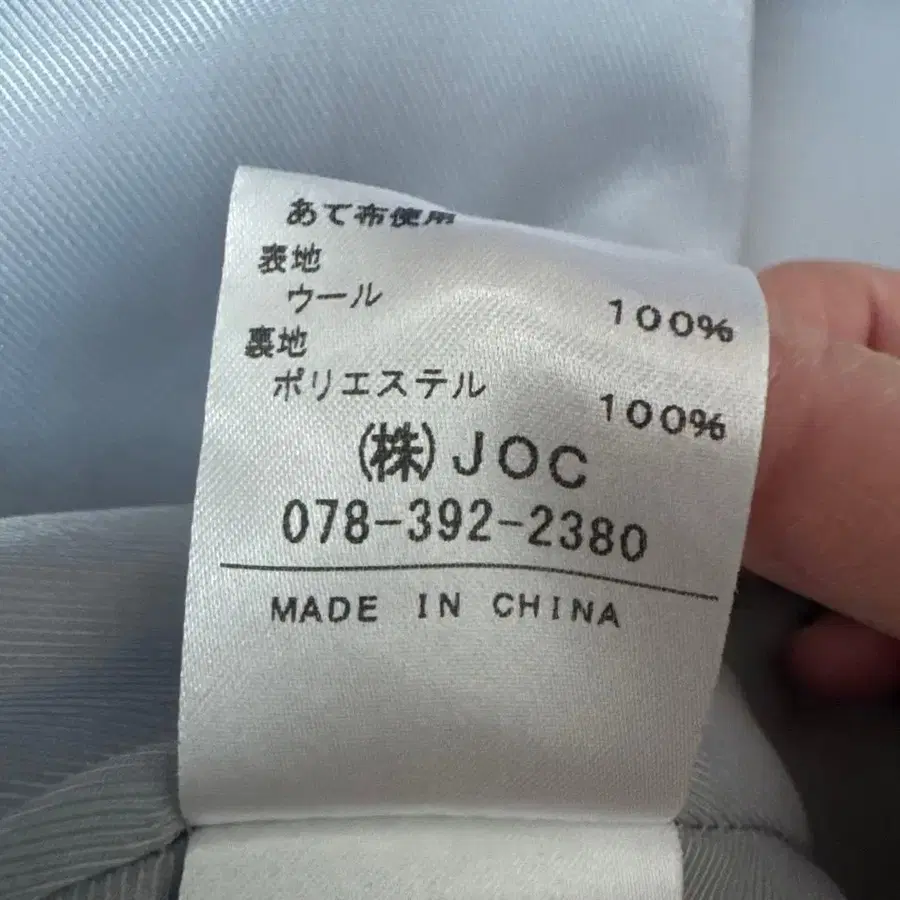 あて布使用
表地
ウール 100%
裏地
ポリエステル 100%
(株)JOC
078-392-2380
MADE IN CHINA